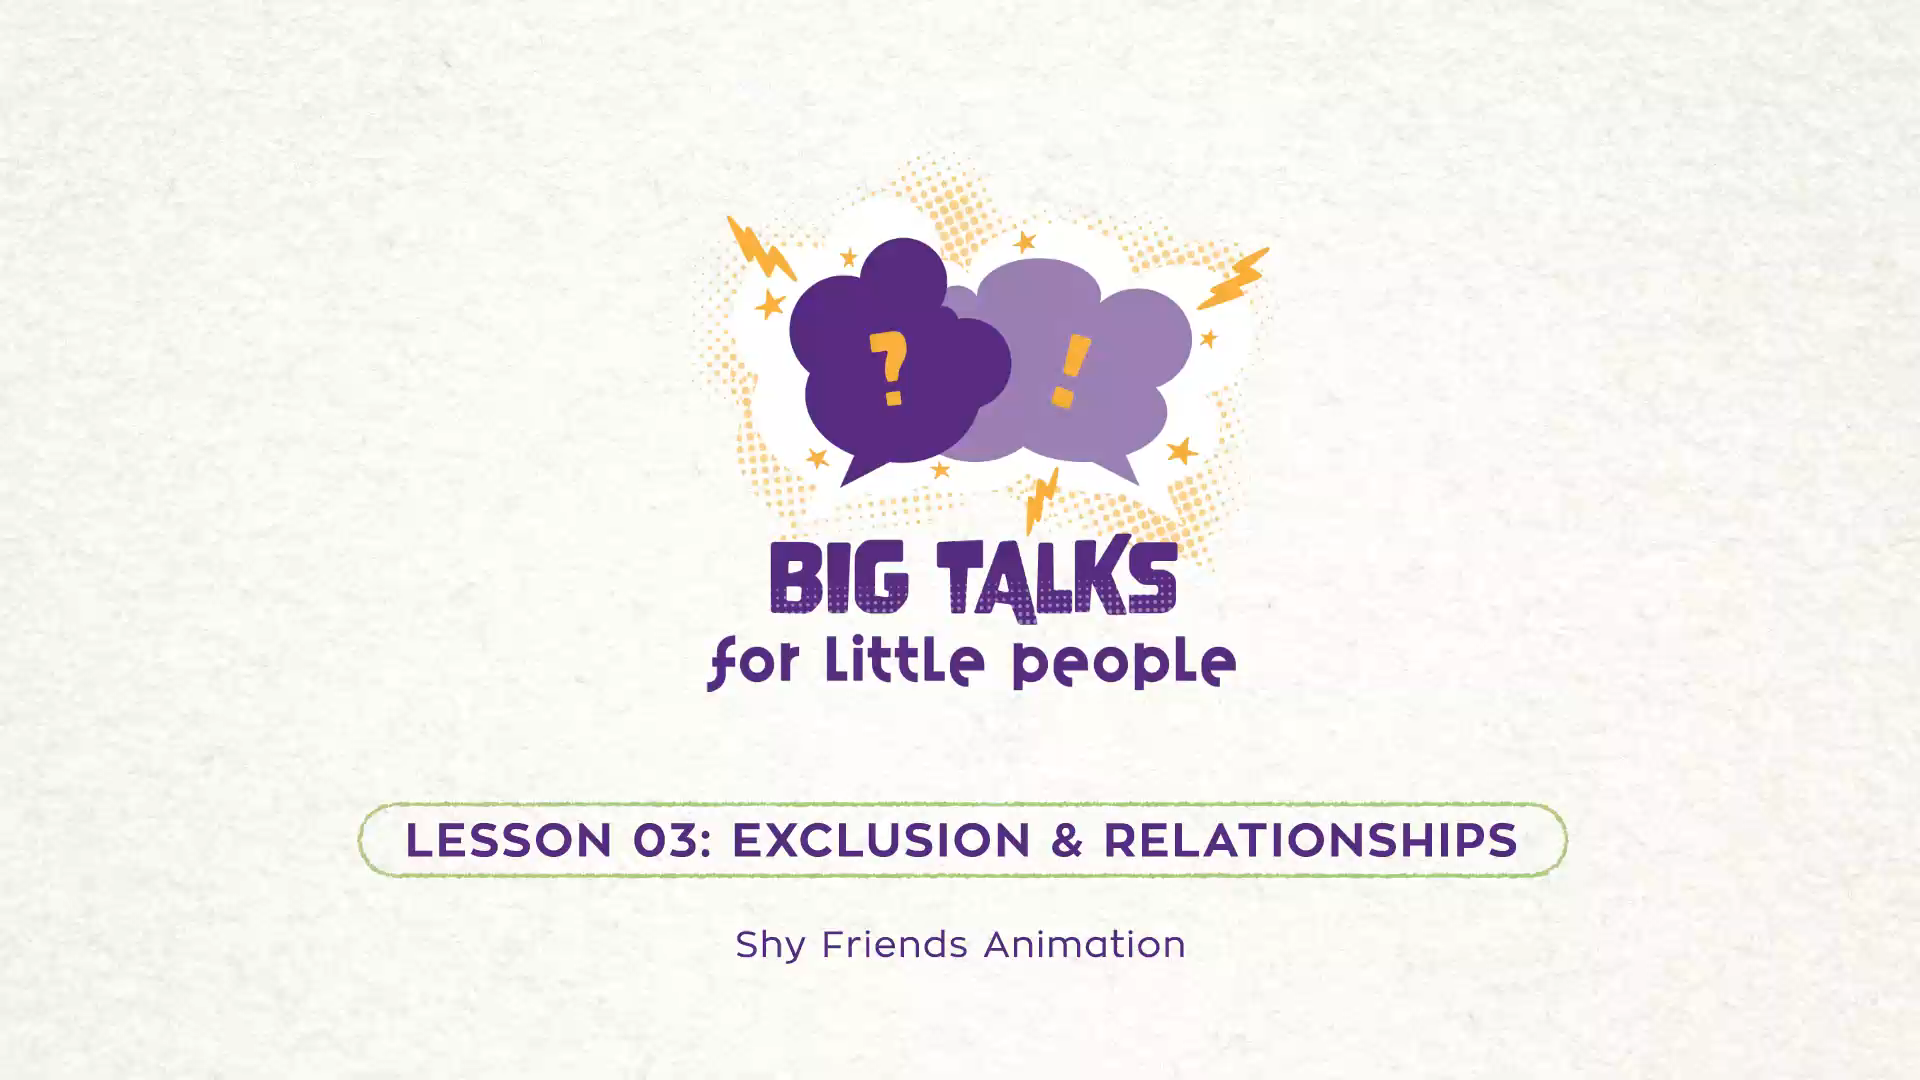 ?
!
BIG TALKS
for little people
LESSON 03: EXCLUSION & RELATIONSHIPS
Shy Friends Animation